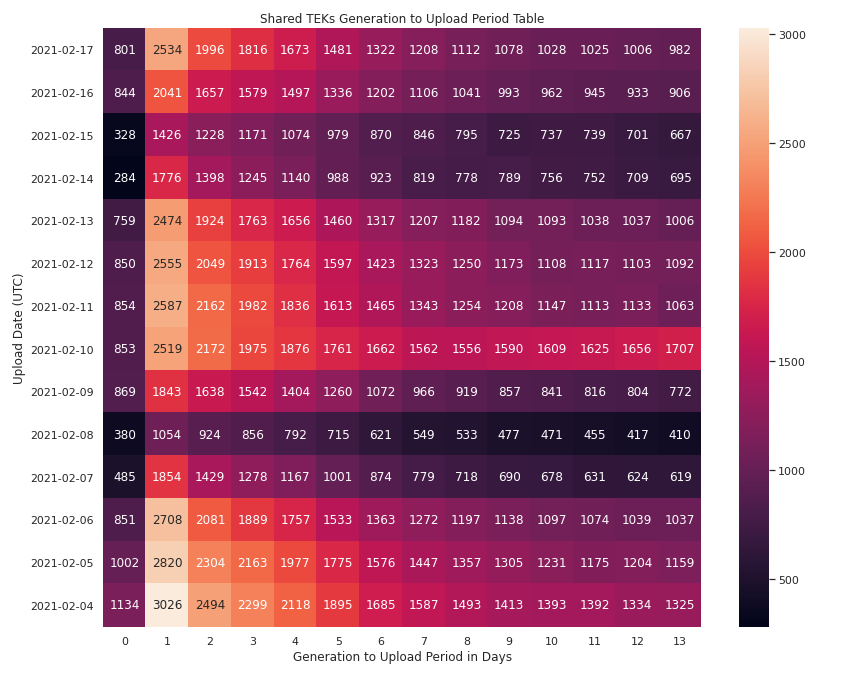 Shared TEKs Generation to Upload Period Table
2021-02-17 801 2534 1996 1816 1673 1481 1322 1208 1112 1078 1028 1025 1006 982
2021-02-16 844 2041 1657 1579 1497 1336 1202 1106 1041 993 962 945 933 906
2021-02-15 328 1426 1228 1171 1074 979 870 846 795 725 737 739 701 667
2021-02-14 284 1776 1398 1245 1140 988 923 819 778 789 756 752 709 695
2021-02-13 759 2474 1924 1763 1656 1460 1317 1207 1182 1094 1093 1038 1037 1006
2021-02-12 850 2555 2049 1913 1764 1597 1423 1323 1250 1173 1108 1117 1103 1092
2021-02-11 854 2587 2162 1982 1836 1613 1465 1343 1254 1208 1147 1113 1133 1063
2021-02-10 853 2519 2172 1975 1876 1761 1662 1562 1556 1590 1609 1625 1656 1707
2021-02-09 869 1843 1638 1542 1404 1260 1072 966 919 857 841 816 804 772
2021-02-08 380 1054 924 856 792 715 621 549 533 477 471 455 417 410
2021-02-07 485 1854 1429 1278 1167 1001 874 779 718 690 678 631 624 619
2021-02-06 851 2708 2081 1889 1757 1533 1363 1272 1197 1138 1097 1074 1039 1037
2021-02-05 1002 2820 2304 2163 1977 1775 1576 1447 1357 1305 1231 1175 1204 1159
2021-02-04 1134 3026 2494 2299 2118 1895 1685 1587 1493 1413 1393 1392 1334 1325
0 1 2 3 4 5 6 7 8 9 10 11 12 13
Generation to Upload Period in Days
Upload Date (UTC)
3000
2500
2000
1500
1000
500